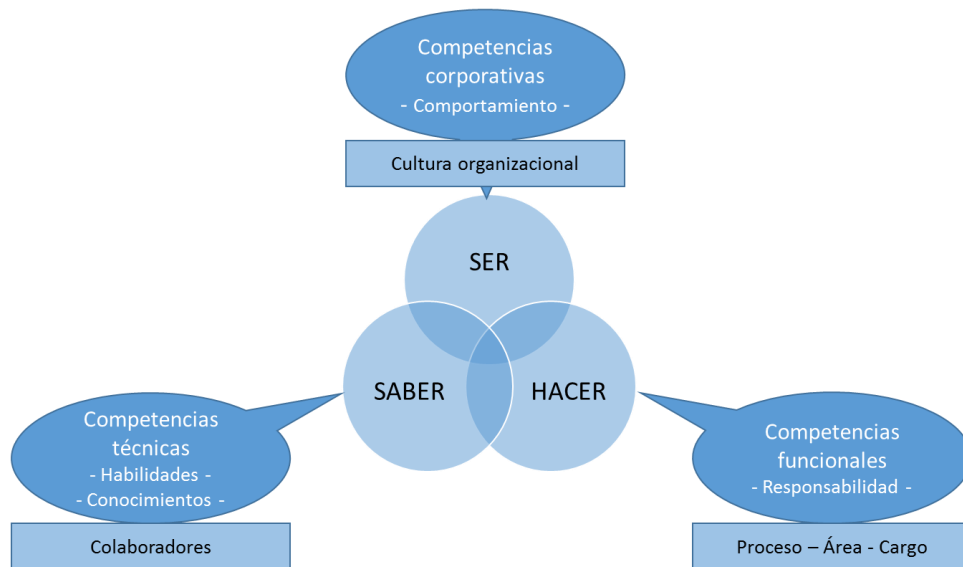 Competencias
corporativas
- Comportamiento -
Cultura organizacional
SER
SABER
HACER
Competencias
técnicas
- Habilidades -
- Conocimientos -
Colaboradores
Competencias
funcionales
- Responsabilidad -
Proceso – Área - Cargo